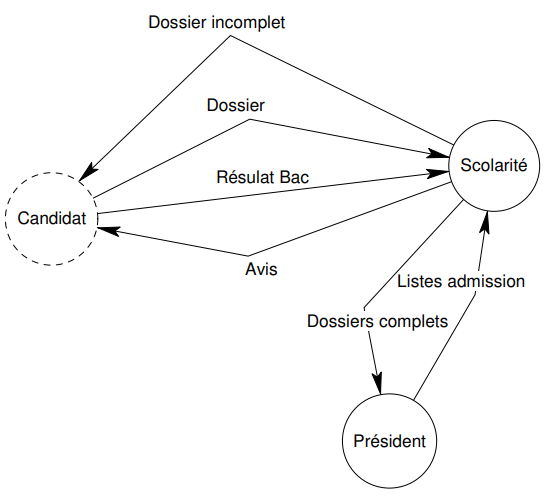 Dossier incomplet
Dossier
Scolarité
Résulat Bac
Candidat
Avis
Listes admission
Dossiers complets
Président